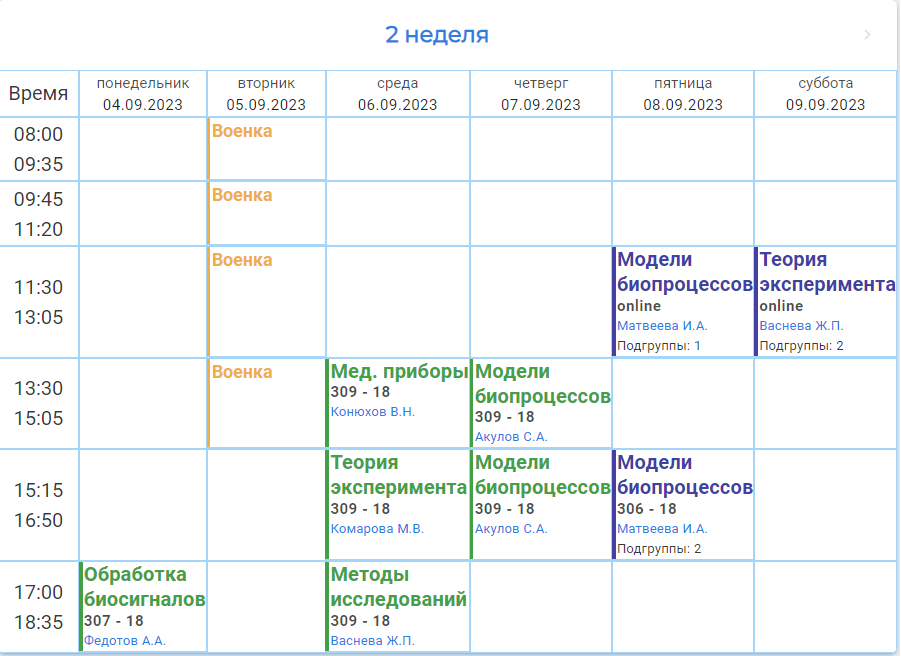 2 неделя
Время
понедельник
04.09.2023
вторник
05.09.2023
среда
06.09.2023
четверг
07.09.2023
пятница
08.09.2023
суббота
09.09.2023
08:00
09:35
Военка
09:45
11:20
Военка
11:30
13:05
Военка
Модели
биопроцессов
online
Матвеева И.А.
Подгруппы: 1
Теория
эксперимента
online
Васнева Ж.П.
Подгруппы: 2
13:30
15:05
Военка
Мед. приборы
309 - 18
Конюхов В.Н.
Модели
биопроцессов
309 - 18
Акулов С.А.
15:15
16:50
Теория
эксперимента
309 - 18
Комарова М.В.
Модели
биопроцессов
309 - 18
Акулов С.А.
Модели
биопроцессов
306 - 18
Матвеева И.А.
Подгруппы: 2
17:00
18:35
Обработка
биосигналов
307 - 18
Федотов А.А.
Методы
исследований
309 - 18
Васнева Ж.П.